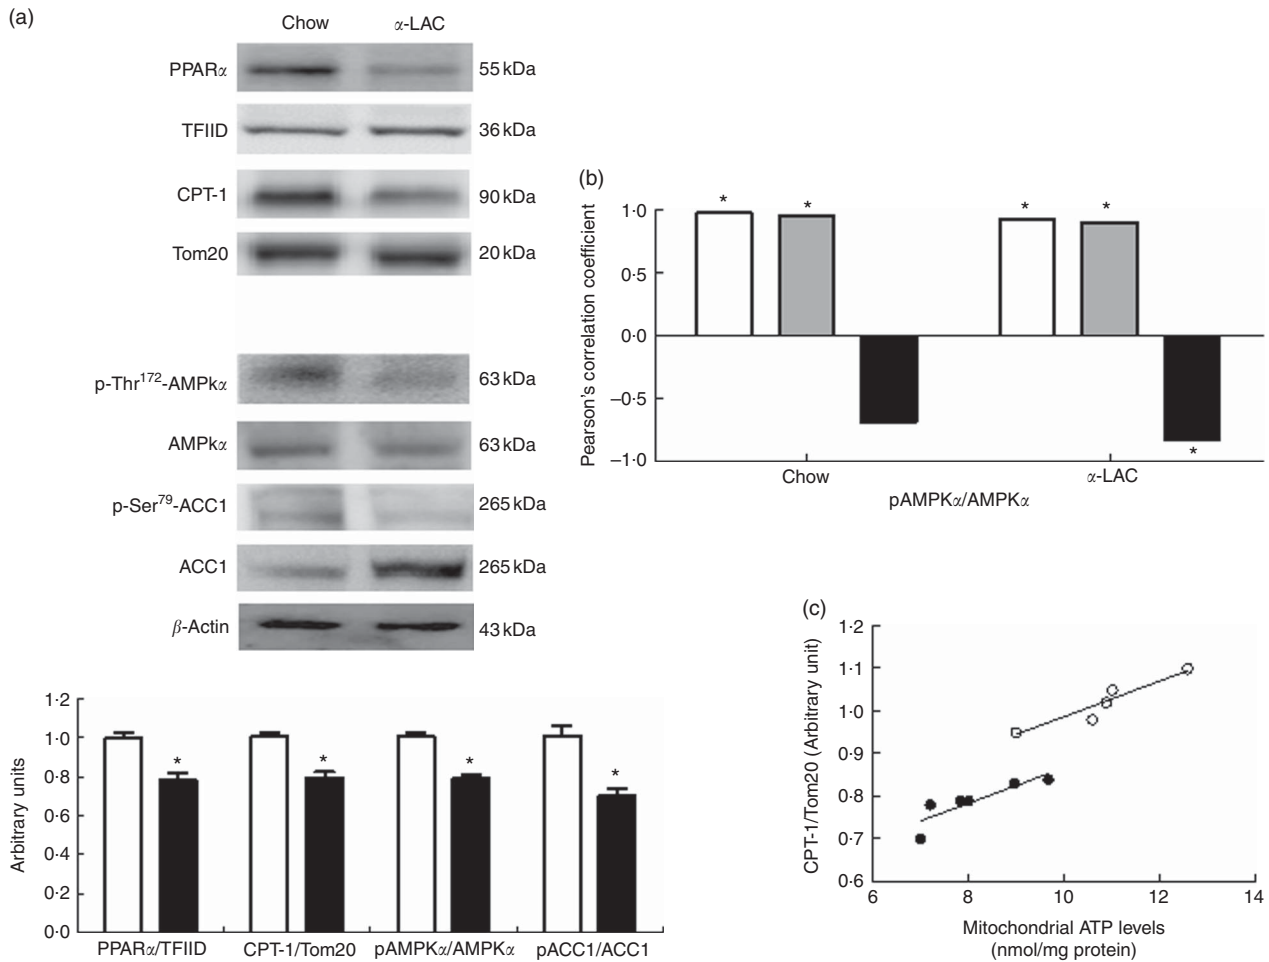 (a)
Chow α-LAC
PPARα 55 kDa
TFIID 36 kDa
CPT-1 90 kDa
Tom20 20 kDa
p-Thr172-AMPkα 63 kDa
AMPkα 63 kDa
p-Ser79-ACC1 265 kDa
ACC1 265 kDa
β-Actin 43 kDa
1·2
1·0
0·8
0·6
0·4
0·2
0·0
Arbitrary units
* * * *
PPARα/TFIID CPT-1/Tom20 pAMPKα/AMPKα pACC1/ACC1
(b)
Pearson's correlation coefficient
1·0
0·5
0·0
–0·5
–1·0
* * * *
*
Chow α-LAC
pAMPKα/AMPKα
(c)
CPT-1/Tom20 (Arbitrary unit)
1·2
1·1
1·0
0·9
0·8
0·7
0·6
6 8 10 12 14
Mitochondrial ATP levels
(nmol/mg protein)